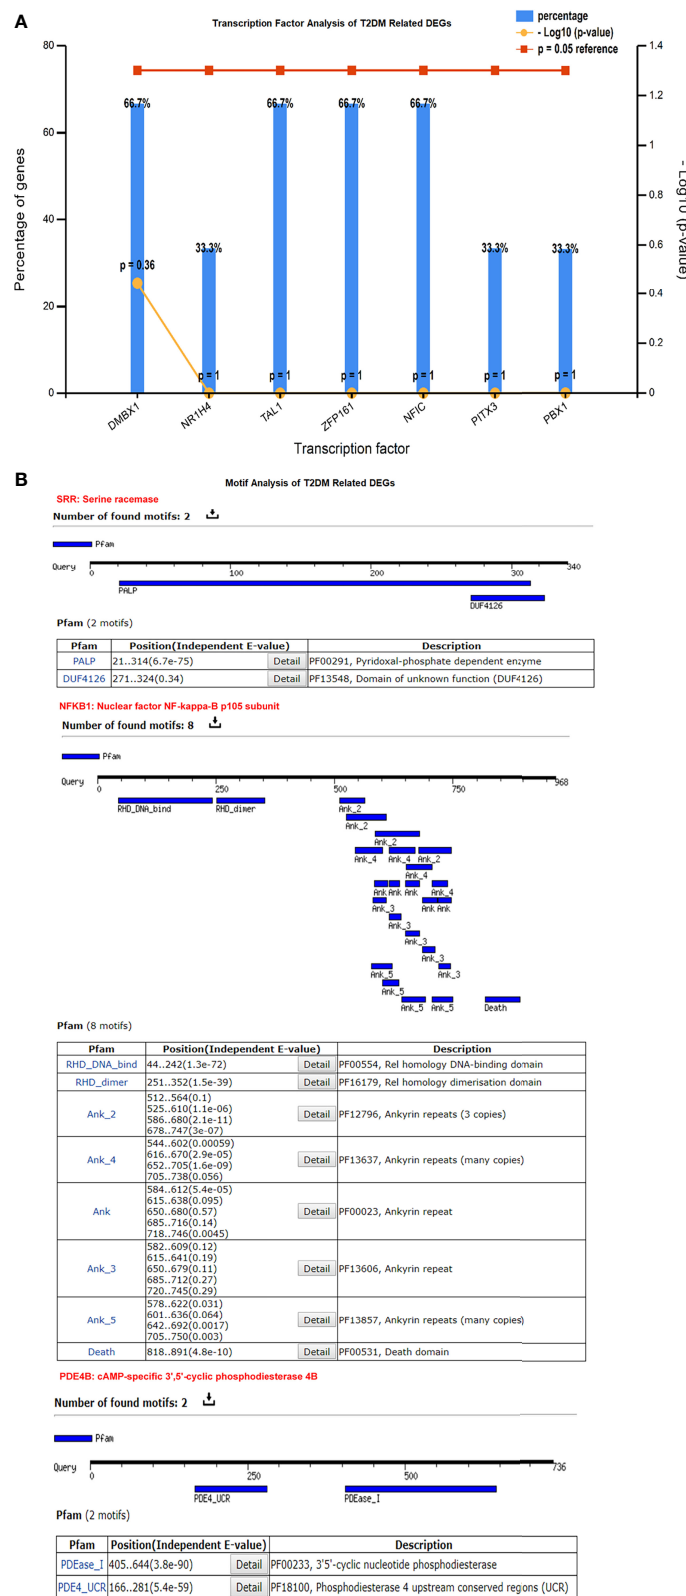 A
Transcription Factor Analysis of T2DM Related DEGs
percentage
- Log10 (p-value)
p = 0.05 reference
80
60
40
20
0
Percentage of genes
1.4
1.2
1
0.8
0.6
0.4
0.2
0
- Log10 (p-value)
66.7%
33.3%
66.7%
66.7%
66.7%
33.3%
33.3%
p = 0.36
p = 1
p = 1
p = 1
p = 1
p = 1
p = 1
DMBX1
NR1H4
TAL1
ZFP161
NFIC
PITX3
PBX1
Transcription factor
B
Motif Analysis of T2DM Related DEGs
SRR: Serine racemase
Number of found motifs: 2
Pfam
Query 0 100 200 300 340
PALP
DUF4126
Pfam (2 motifs)
Pfam Position(Independent E-value) Description
PALP 21..314(6.7e-75) Detail PF00291, Pyridoxal-phosphate dependent enzyme
DUF4126 271..324(0.34) Detail PF13548, Domain of unknown function (DUF4126)
NFKB1: Nuclear factor NF-kappa-B p105 subunit
Number of found motifs: 8
Pfam
Query 0 250 500 750 968
RHD_DNA_bind RHD_dimer Ank_2
Ank_2
Ank_2
Ank_4 Ank_4 Ank_2
Ank_4
Ank Ank Ank Ank_4
Ank_3 Ank Ank
Ank_3
Ank_3
Ank_3
Ank_5 Ank_3
Ank_5
Ank_5 Ank_5 Death
Pfam (8 motifs)
Pfam Position(Independent E-value) Description
RHD_DNA_bind 44..242(1.3e-72) Detail PF00554, Rel homology DNA-binding domain
RHD_dimer 251..352(1.5e-39) Detail PF16179, Rel homology dimerisation domain
512..564(0.1)
525..610(1.1e-06)
Ank_2 Detail PF12796, Ankyrin repeats (3 copies)
586..680(2.1e-11)
678..747(3e-07)
544..602(0.00059)
616..670(2.9e-05)
Ank_4 Detail PF13637, Ankyrin repeats (many copies)
652..705(1.6e-09)
705..738(0.056)
584..612(5.4e-05)
615..638(0.095)
Ank 650..680(0.57) Detail PF00023, Ankyrin repeat
685..716(0.14)
718..746(0.0045)
582..609(0.12)
615..641(0.19)
Ank_3 650..679(0.11) Detail PF13606, Ankyrin repeat
685..712(0.27)
720..745(0.29)
578..622(0.031)
601..636(0.064)
Ank_5 Detail PF13857, Ankyrin repeats (many copies)
642..692(0.0017)
705..750(0.003)
Death 818..891(4.8e-10) Detail PF00531, Death domain
PDE4B: cAMP-specific 3',5'-cyclic phosphodiesterase 4B
Number of found motifs: 2
Pfam
Query 0 250 500 736
PDE4_UCR PDEase_I
Pfam (2 motifs)
Pfam Position(Independent E-value) Description
PDEase_I 405..644(3.8e-90) Detail PF00233, 3'5'-cyclic nucleotide phosphodiesterase
PDE4_UCR 166..281(5.4e-59) Detail PF18100, Phosphodiesterase 4 upstream conserved regions (UCR)